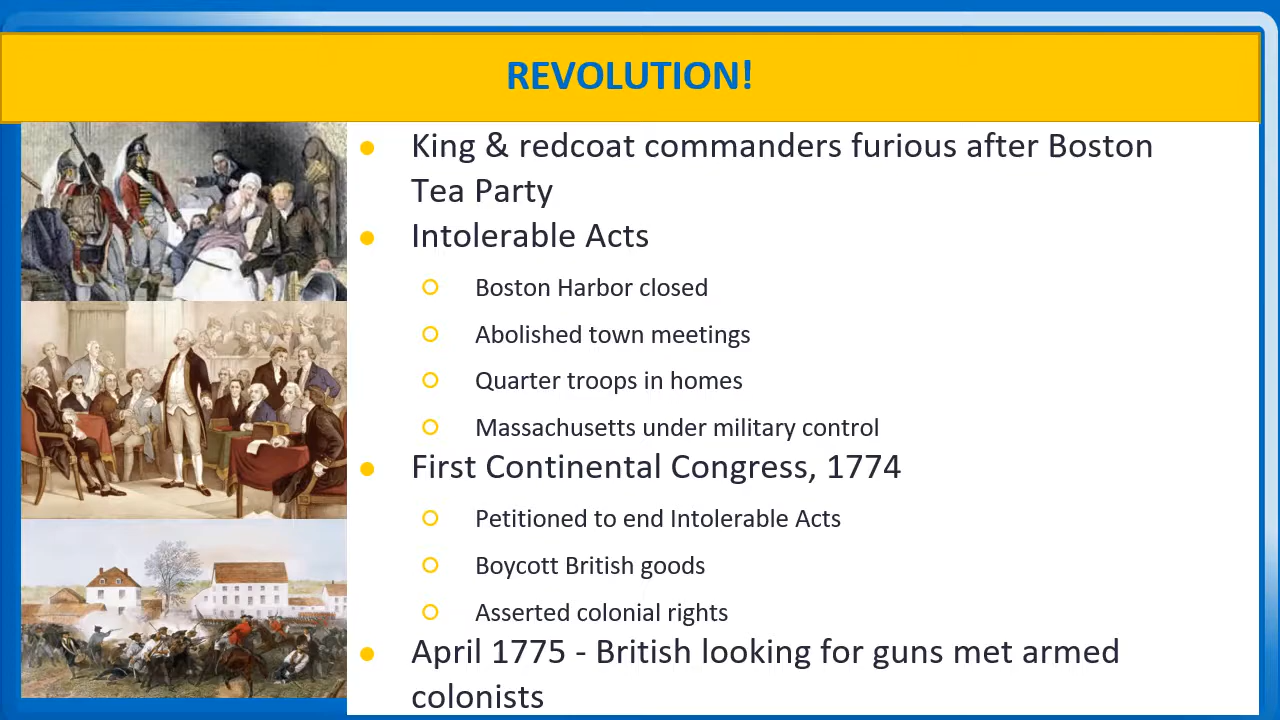 REVOLUTION!
King & redcoat commanders furious after Boston
Tea Party
Intolerable Acts
Boston Harbor closed
Abolished town meetings
Quarter troops in homes
Massachusetts under military control
First Continental Congress, 1774
Petitioned to end Intolerable Acts
Boycott British goods
Asserted colonial rights
April 1775 - British looking for guns met armed
colonists